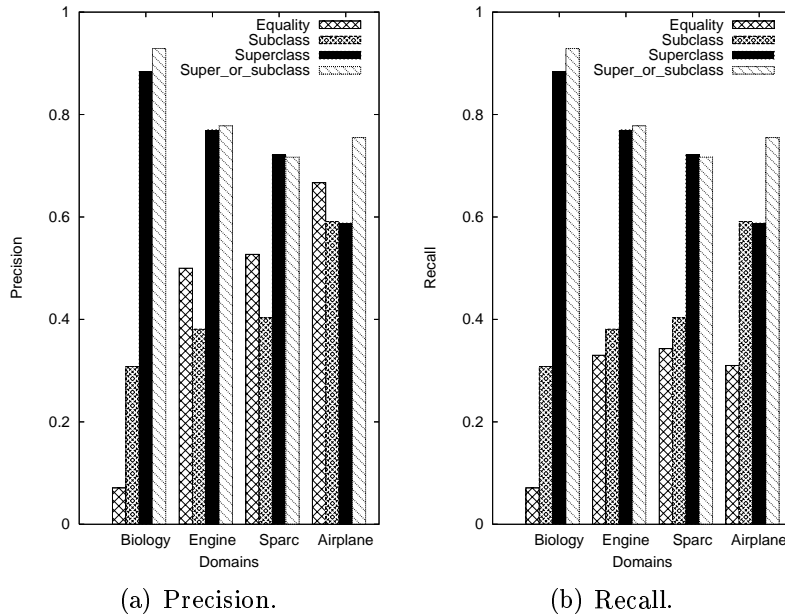 1
0.8
0.6
0.4
0.2
0
Precision
Equality
Subclass
Superclass
Super_or_subclass
Biology Engine Sparc Airplane
Domains
(a) Precision.
1
0.8
0.6
0.4
0.2
0
Recall
Equality
Subclass
Superclass
Super_or_subclass
Biology Engine Sparc Airplane
Domains
(b) Recall.